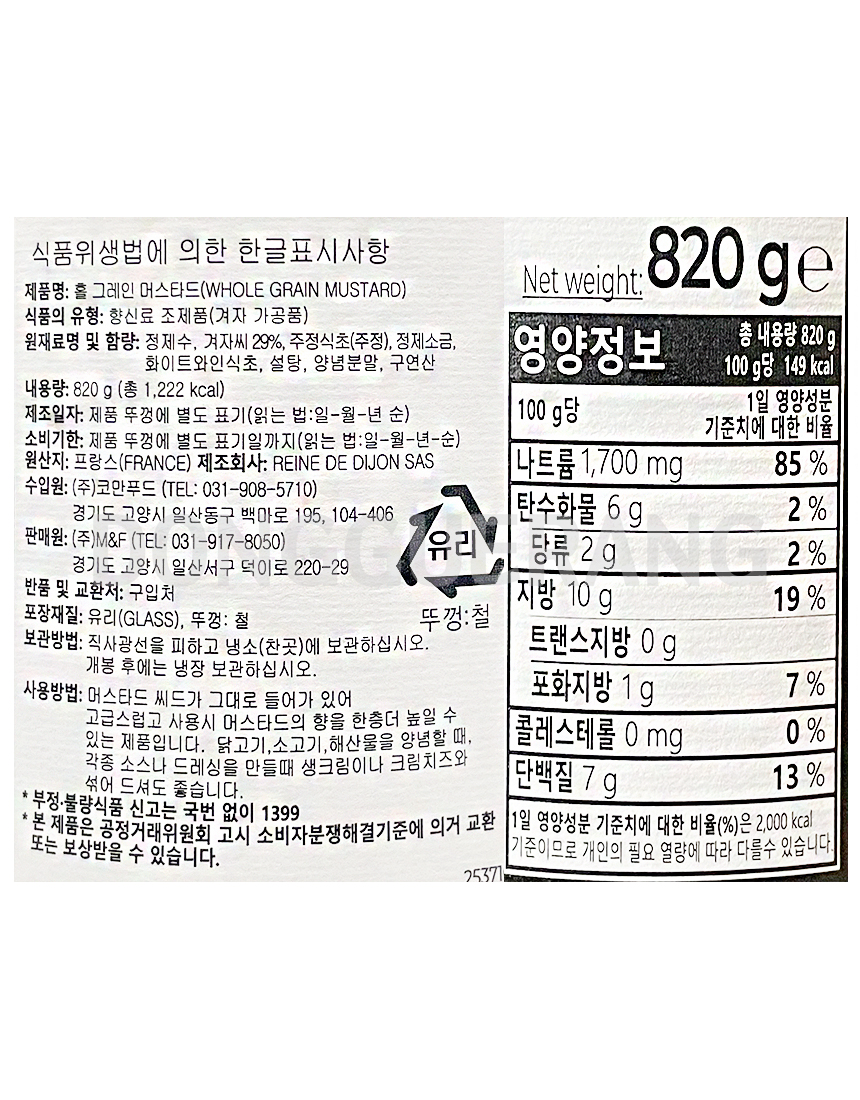 식품위생법에 의한 한글표시사항
제품명: 홀 그레인 머스타드(WHOLE GRAIN MUSTARD)
식품의 유형: 향신료 조제품(겨자 가공품)
원재료명 및 함량: 정제수, 겨자씨 29%, 주정식초(주정), 정제소금,
화이트와인식초, 설탕, 양념분말, 구연산
내용량: 820 g (총 1,222 kcal)
제조일자: 제품 뚜껑에 별도 표기(읽는 법:일-월-년 순)
소비기한: 제품 뚜껑에 별도 표기일까지(읽는 법:일-월-년-순)
원산지: 프랑스(FRANCE) 제조회사: REINE DE DIJON SAS
수입원: (주)코만푸드 (TEL: 031-908-5710)
경기도 고양시 일산동구 백마로 195, 104-406
판매원: (주)M&F (TEL: 031-917-8050)
경기도 고양시 일산서구 덕이로 220-29
반품 및 교환처: 구입처
포장재질: 유리(GLASS), 뚜껑: 철
보관방법: 직사광선을 피하고 냉소(찬곳)에 보관하십시오.
개봉 후에는 냉장 보관하십시오.
사용방법: 머스타드 씨드가 그대로 들어가 있어
고급스럽고 사용시 머스타드의 향을 한층더 높일 수
있는 제품입니다. 닭고기,소고기,해산물을 양념할 때,
각종 소스나 드레싱을 만들때 생크림이나 크림치즈와
섞어 드셔도 좋습니다.
* 부정·불량식품 신고는 국번 없이 1399
* 본 제품은 공정거래위원회 고시 소비자분쟁해결기준에 의거 교환
또는 보상받을 수 있습니다.
25371
유리
뚜껑:철
Net weight: 820 g e
영양정보
총 내용량 820 g
100 g당 149 kcal
100 g당
1일 영양성분
기준치에 대한 비율
나트륨 1,700 mg 85 %
탄수화물 6 g 2 %
당류 2 g 2 %
지방 10 g 19 %
트랜스지방 0 g
포화지방 1 g 7 %
콜레스테롤 0 mg 0 %
단백질 7 g 13 %
1일 영양성분 기준치에 대한 비율(%)은 2,000 kcal
기준이므로 개인의 필요 열량에 따라 다를수 있습니다.